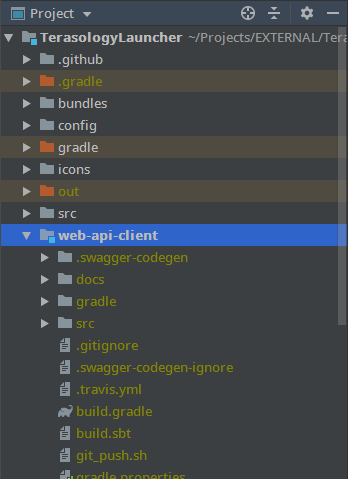 Project
TerasologyLauncher ~/Projects/EXTERNAL/Tera
.github
.gradle
bundles
config
gradle
icons
out
src
web-api-client
.swagger-codegen
docs
gradle
src
.gitignore
.swagger-codegen-ignore
.travis.yml
build.gradle
build.sbt
git_push.sh
gradle.properties